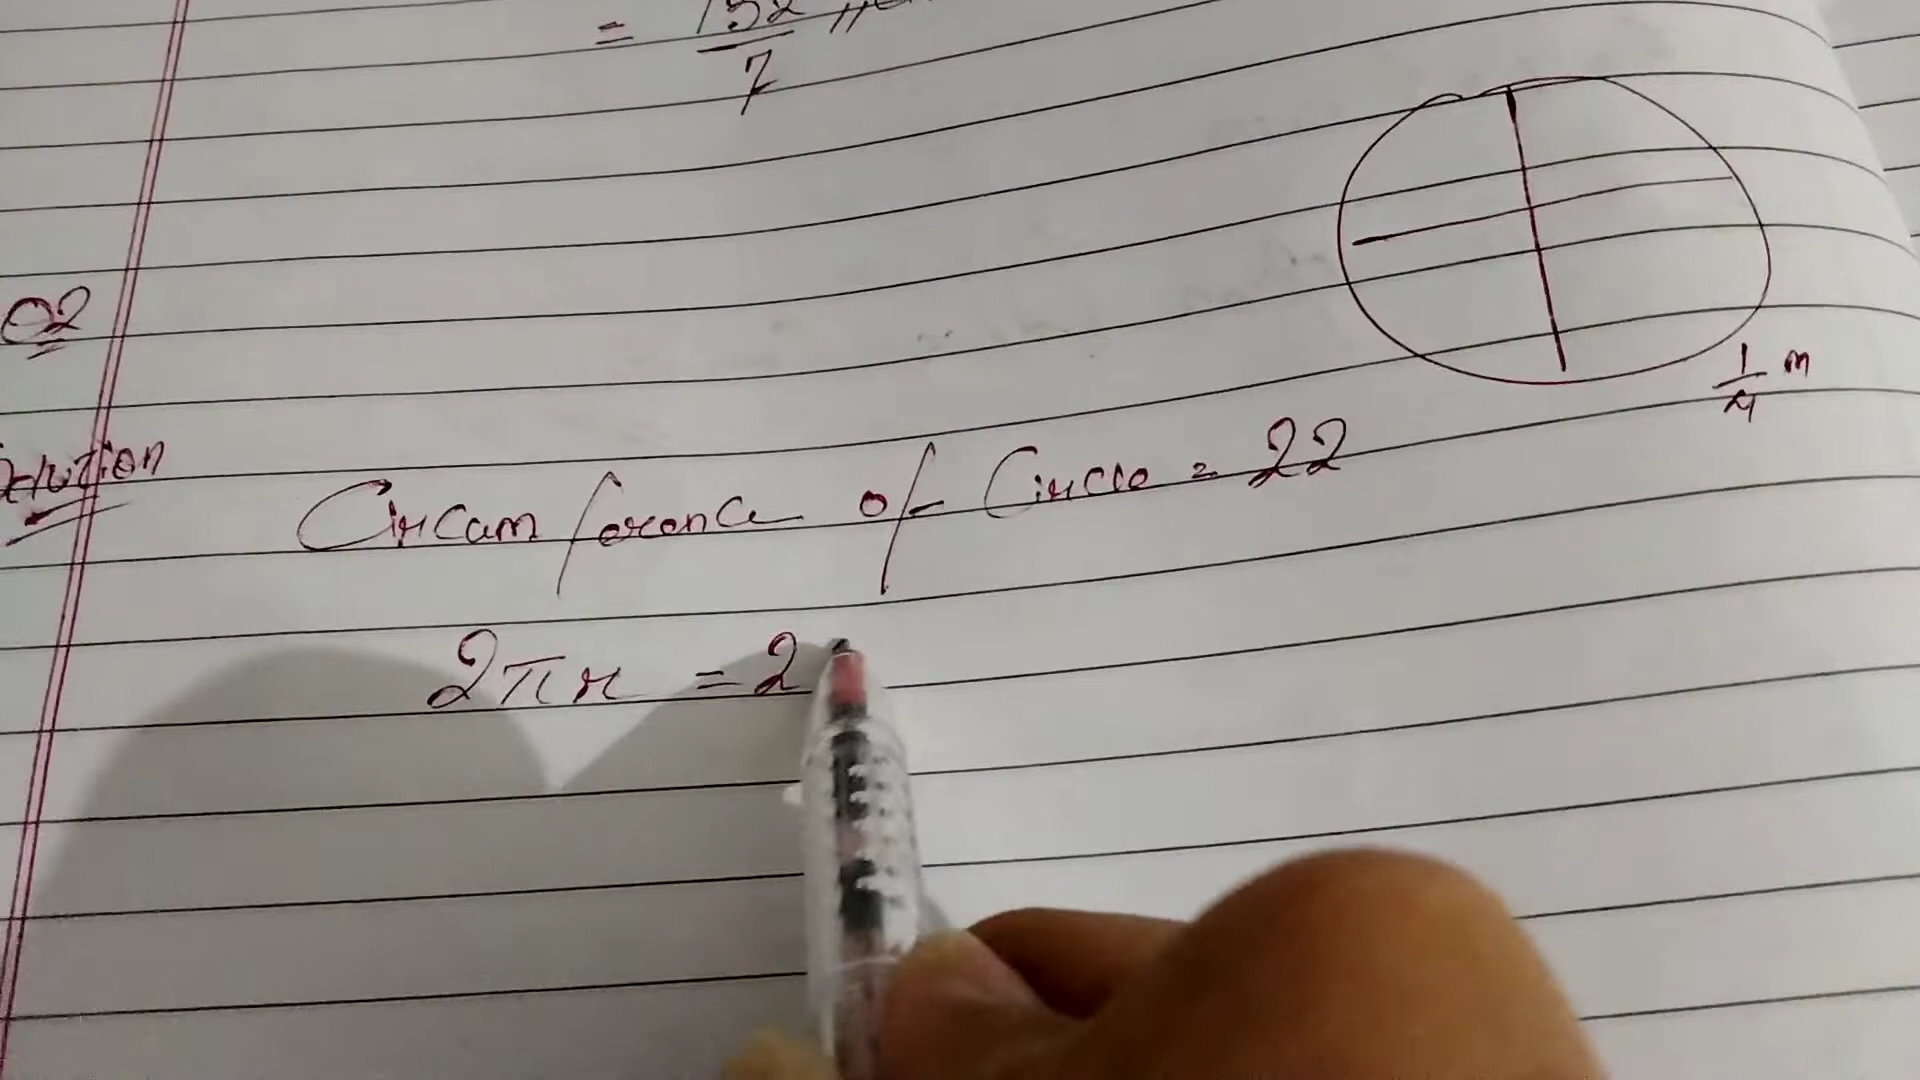 = 132/7
Q2
1/4 m
Solution
Circumference of Circle = 22
2πr = 2